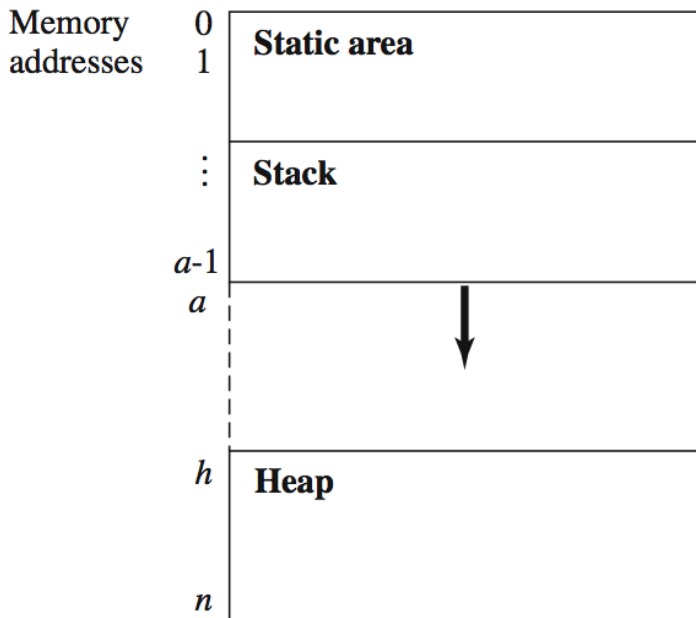 Memory
addresses
0
1
Static area
⋮
Stack
a-1
a
h
Heap
n